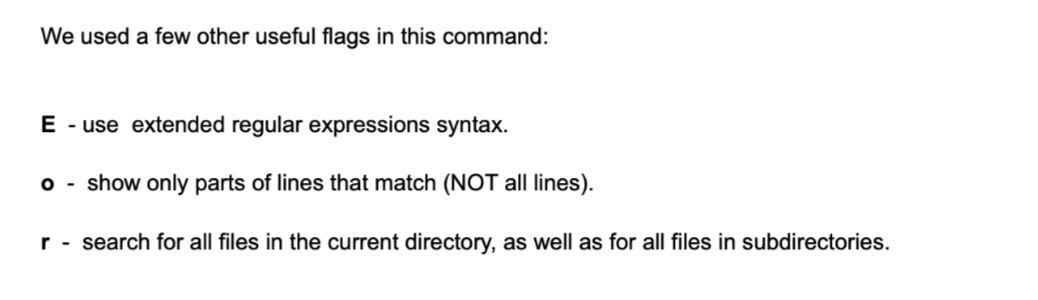 We used a few other useful flags in this command:
E - use extended regular expressions syntax.
o - show only parts of lines that match (NOT all lines).
r - search for all files in the current directory, as well as for all files in subdirectories.